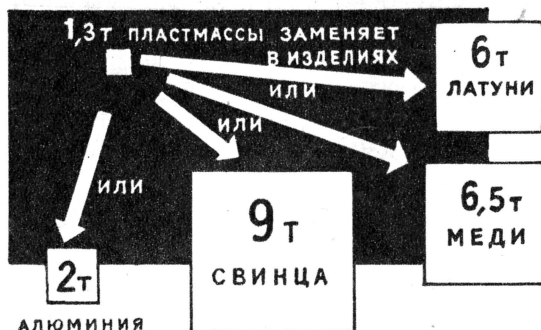 1,3т ПЛАСТМАССЫ ЗАМЕНЯЕТ
В ИЗДЕЛИЯХ
6т
ЛАТУНИ
ИЛИ
ИЛИ
6,5т
МЕДИ
ИЛИ
9т
СВИНЦА
2т
АЛЮМИНИЯ